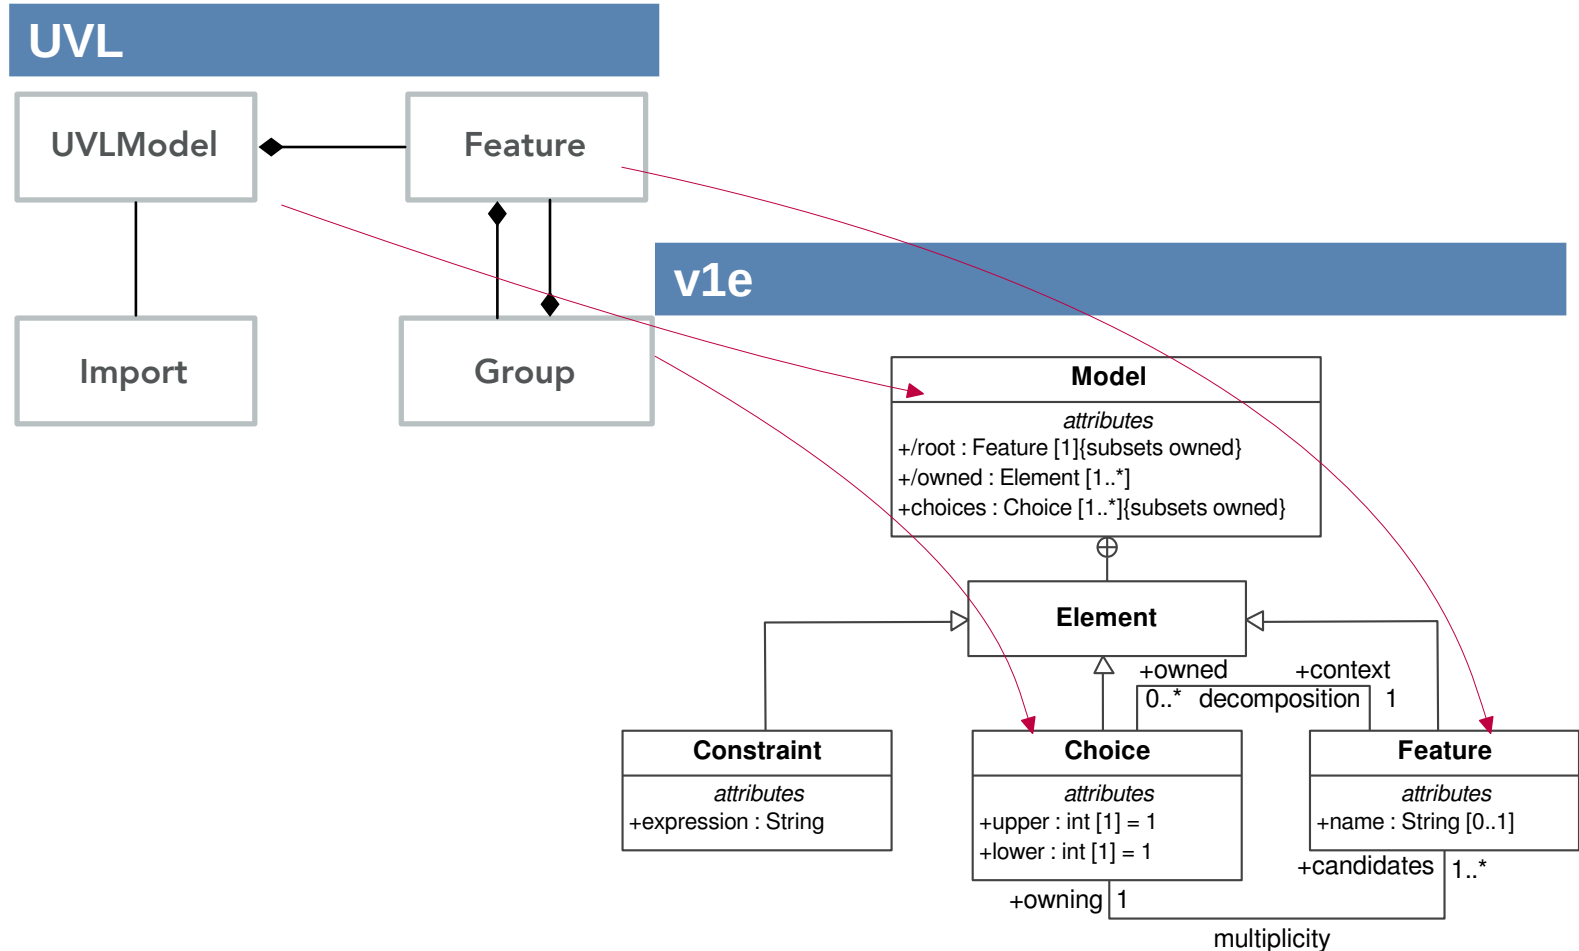 UVL
UVLModel
Feature
Import
Group
v1e
Model
attributes
+/root : Feature [1]{subsets owned}
+/owned : Element [1..*]
+choices : Choice [1..*]{subsets owned}
Element
+owned
+context
0..* decomposition 1
Constraint
attributes
+expression : String
Choice
attributes
+upper : int [1] = 1
+lower : int [1] = 1
Feature
attributes
+name : String [0..1]
+candidates 1..*
+owning 1
multiplicity